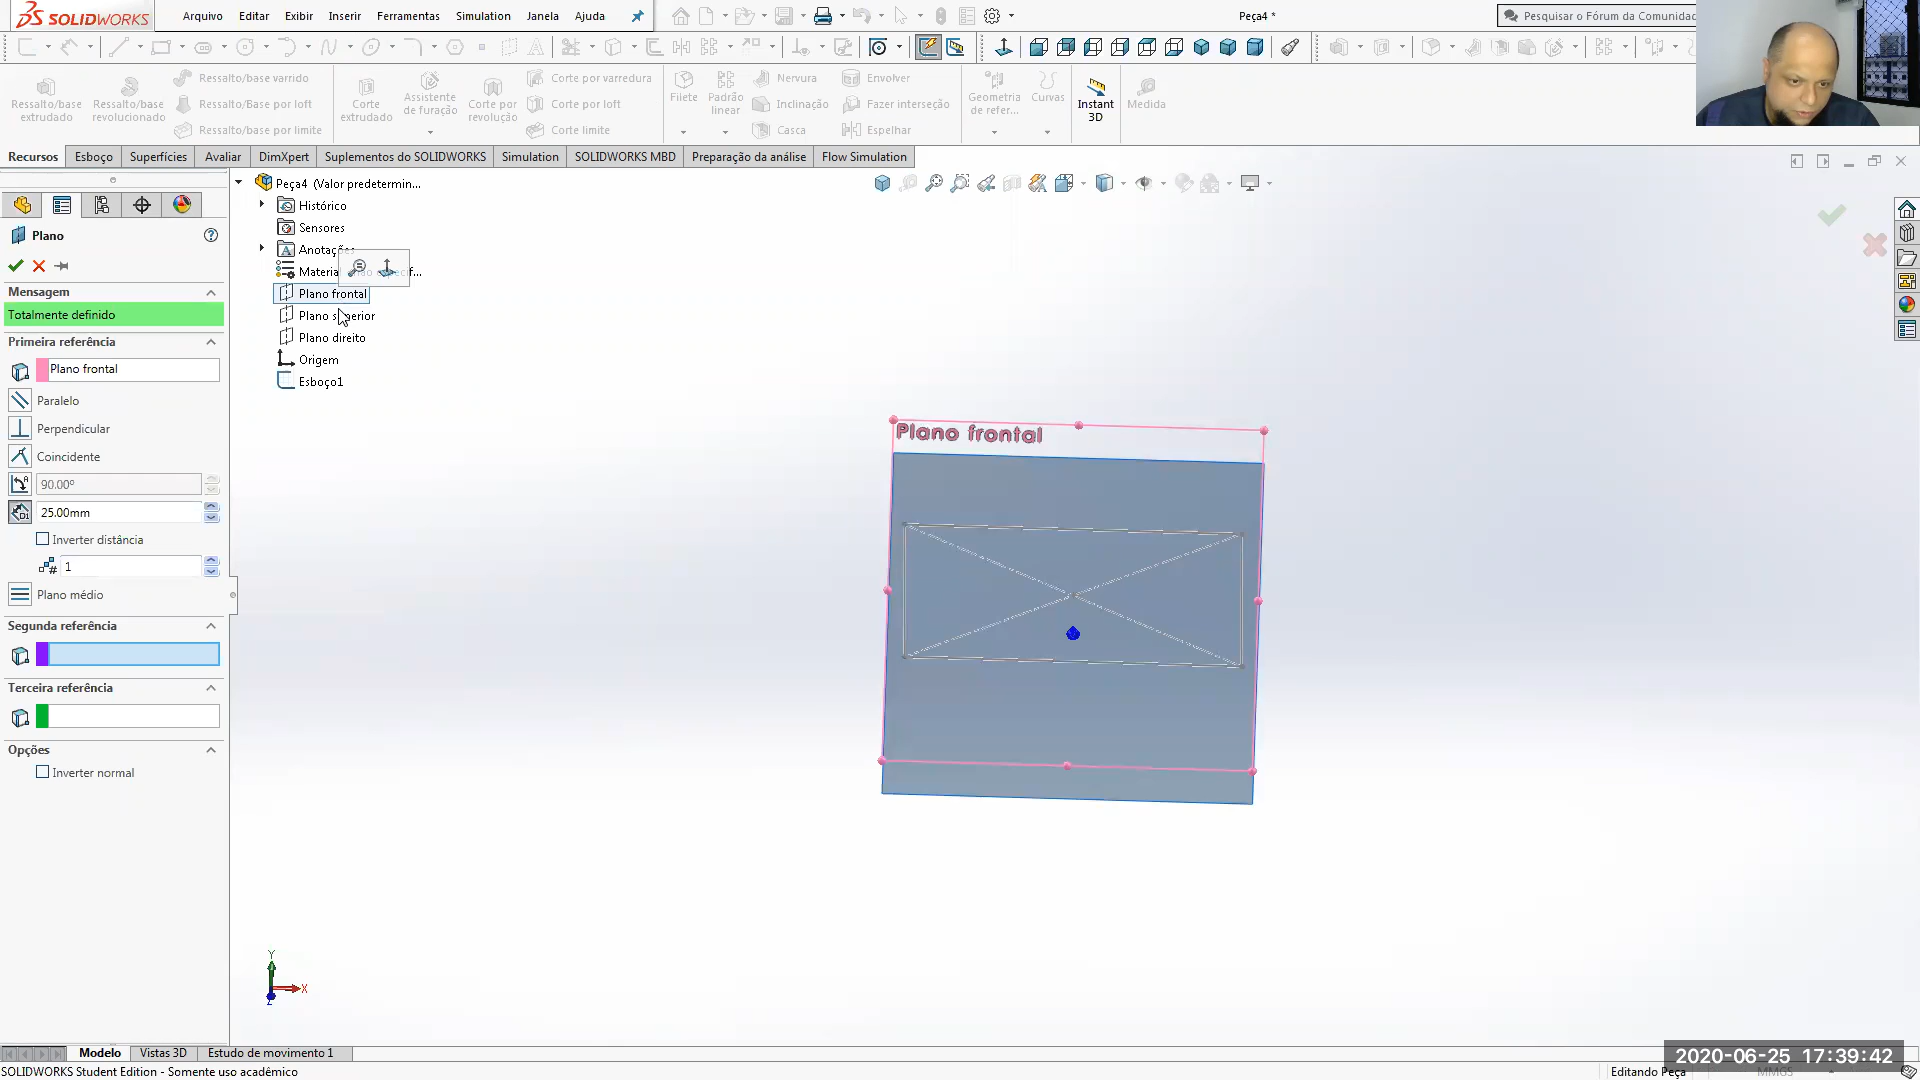 SOLIDWORKS
Arquivo Editar Exibir Inserir Ferramentas Simulation Janela Ajuda
Peça4 *
Pesquisar o Fórum da Comunidac
Ressalto/base extrudado
Ressalto/base revolucionado
Ressalto/base varrido
Ressalto/Base por loft
Ressalto/base por limite
Corte extrudado
Assistente de furação
Corte por revolução
Corte por varredura
Corte por loft
Corte limite
Filete
Padrão linear
Nervura
Inclinação
Casca
Envolver
Fazer interseção
Espelhar
Geometria de refer...
Curvas
Instant 3D
Medida
Recursos Esboço Superfícies Avaliar DimXpert Suplementos do SOLIDWORKS Simulation SOLIDWORKS MBD Preparação da análise Flow Simulation
Peça4 (Valor predetermin...
Histórico
Sensores
Anotações
Material
Plano frontal
Plano superior
Plano direito
Origem
Esboço1
Plano
Mensagem
Totalmente definido
Primeira referência
Plano frontal
Paralelo
Perpendicular
Coincidente
90.00º
25.00mm
Inverter distância
# 1
Plano médio
Segunda referência
Terceira referência
Opções
Inverter normal
Plano frontal
Y
X
Z
Modelo Vistas 3D Estudo de movimento 1
2020-06-25 17:39:42
SOLIDWORKS Student Edition - Somente uso acadêmico
Editando Peça MMGS